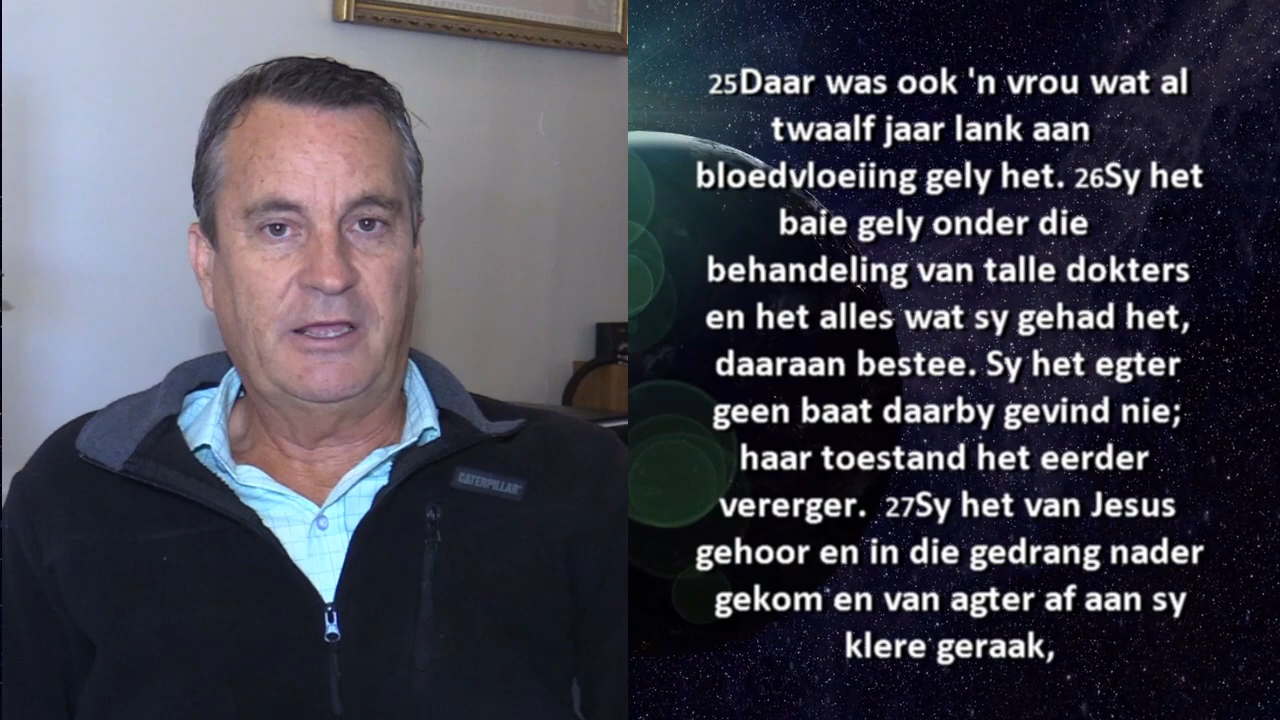 CATERPILLAR
25Daar was ook 'n vrou wat al
twaalf jaar lank aan
bloedvloeiing gely het. 26Sy het
baie gely onder die
behandeling van talle dokters
en het alles wat sy gehad het,
daaraan bestee. Sy het egter
geen baat daarby gevind nie;
haar toestand het eerder
vererger. 27Sy het van Jesus
gehoor en in die gedrang nader
gekom en van agter af aan sy
klere geraak,